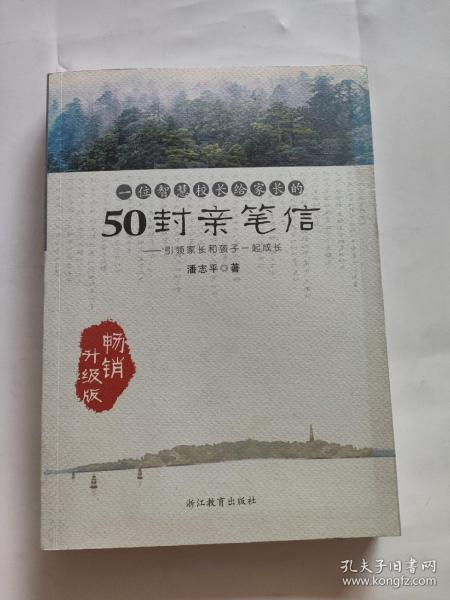 一位智慧校长给家长的
50封亲笔信
——引领家长和孩子一起成长
潘志平◎著
畅销
升级版
浙江教育出版社
孔夫子旧书网
www.kongfz.com